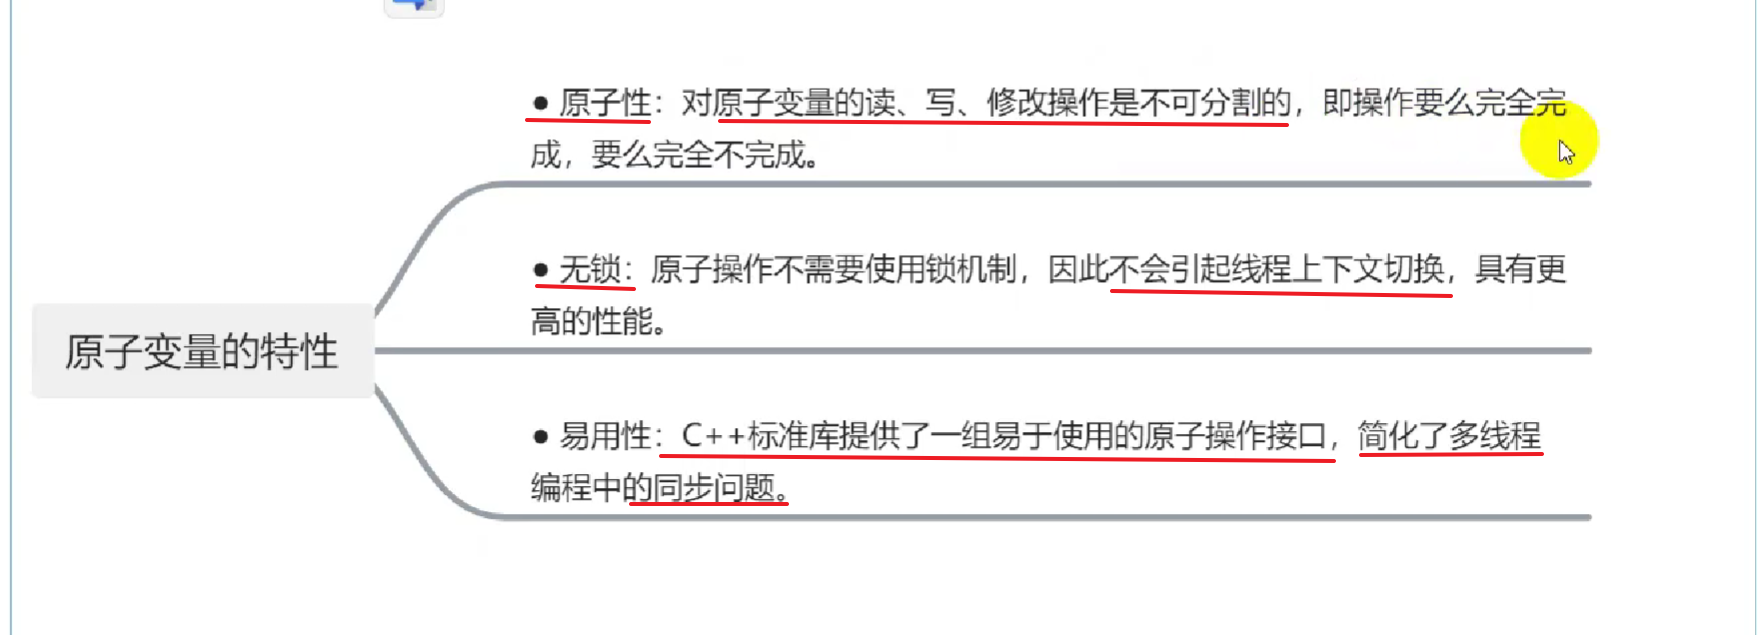 ● 原子性：对原子变量的读、写、修改操作是不可分割的，即操作要么完全完
成，要么完全不完成。
● 无锁：原子操作不需要使用锁机制，因此不会引起线程上下文切换，具有更
高的性能。
原子变量的特性
● 易用性：C++标准库提供了一组易于使用的原子操作接口，简化了多线程
编程中的同步问题。